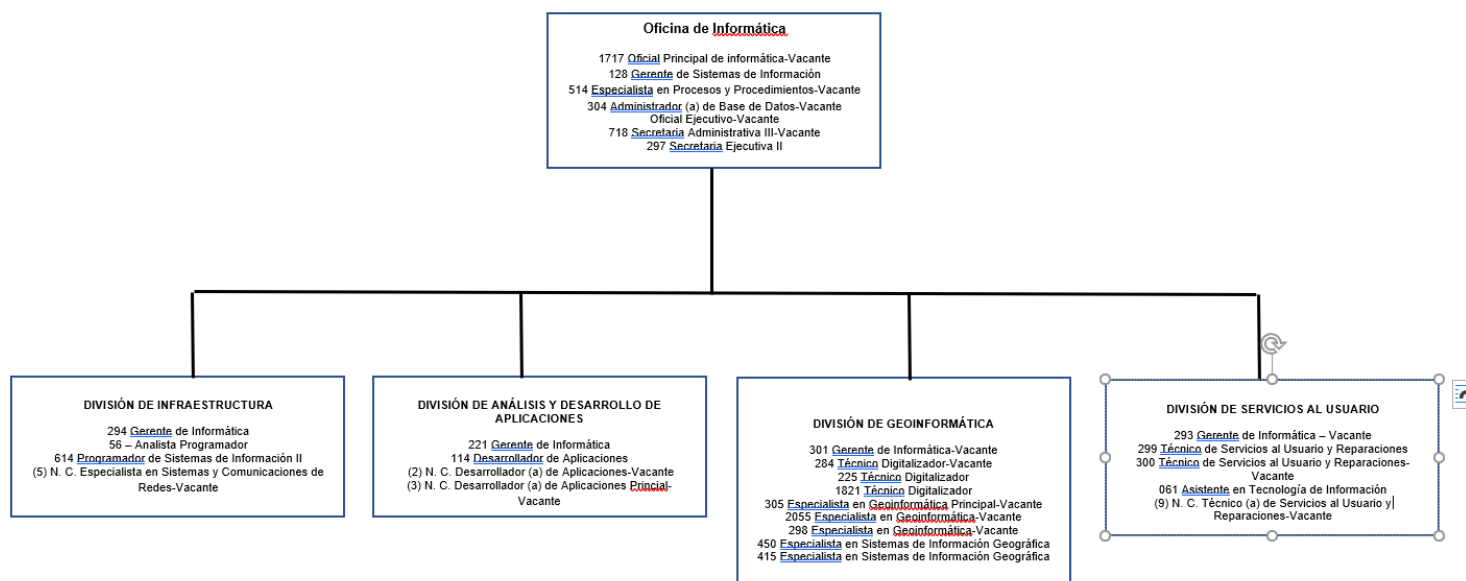 Oficina de Informática
1717 Oficial Principal de informática-Vacante
128 Gerente de Sistemas de Información
514 Especialista en Procesos y Procedimientos-Vacante
304 Administrador (a) de Base de Datos-Vacante
Oficial Ejecutivo-Vacante
718 Secretaria Administrativa III-Vacante
297 Secretaria Ejecutiva II
DIVISIÓN DE INFRAESTRUCTURA
294 Gerente de Informática
56 – Analista Programador
614 Programador de Sistemas de Información II
(5) N. C. Especialista en Sistemas y Comunicaciones de
Redes-Vacante
DIVISIÓN DE ANÁLISIS Y DESARROLLO DE
APLICACIONES
221 Gerente de Informática
114 Desarrollador de Aplicaciones
(2) N. C. Desarrollador (a) de Aplicaciones-Vacante
(3) N. C. Desarrollador (a) de Aplicaciones Princial-
Vacante
DIVISIÓN DE GEOINFORMÁTICA
301 Gerente de Informática-Vacante
284 Técnico Digitalizador-Vacante
225 Técnico Digitalizador
1821 Técnico Digitalizador
305 Especialista en Geoinformática Principal-Vacante
2055 Especialista en Geoinformática-Vacante
298 Especialista en Geoinformática-Vacante
450 Especialista en Sistemas de Información Geográfica
415 Especialista en Sistemas de Información Geográfica
DIVISIÓN DE SERVICIOS AL USUARIO
293 Gerente de Informática – Vacante
299 Técnico de Servicios al Usuario y Reparaciones
300 Técnico de Servicios al Usuario y Reparaciones-
Vacante
061 Asistente en Tecnología de Información
(9) N. C. Técnico (a) de Servicios al Usuario y
Reparaciones-Vacante